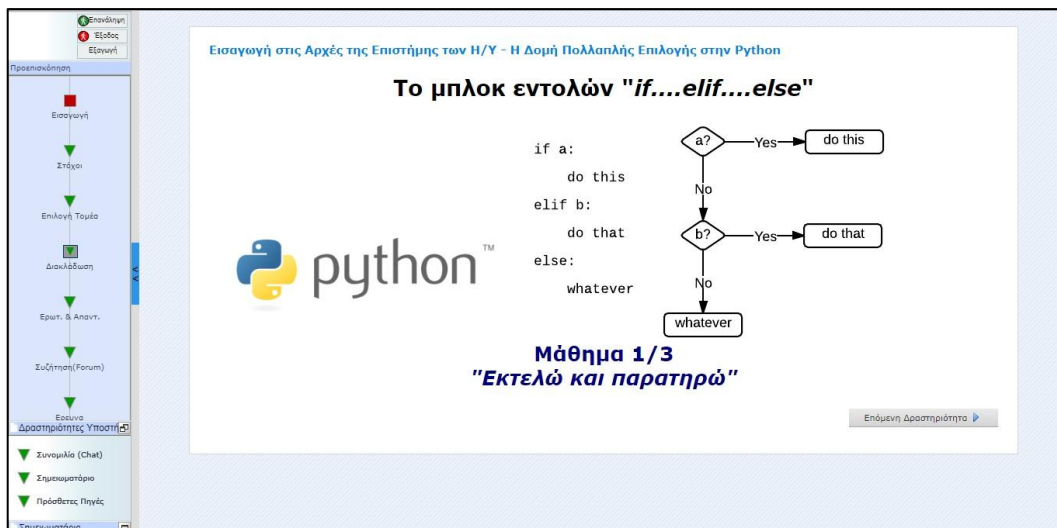 Επανάληψη
Έξοδος
Εξαγωγή
Προεπισκόπηση
Εισαγωγή
Στόχοι
Επιλογή Τομέα
Διακλάδωση
Ερωτ. & Απαντ.
Συζήτηση(Forum)
Ερευνα
Δραστηριότητες Υποστή
Συνομιλία (Chat)
Σημειωματάριο
Πρόσθετες Πηγές
Σημειωματάριο
<<
Εισαγωγή στις Αρχές της Επιστήμης των Η/Υ - Η Δομή Πολλαπλής Επιλογής στην Python
Το μπλοκ εντολών "if....elif....else"
python™
if a:
do this
elif b:
do that
else:
whatever
a?
Yes
do this
No
b?
Yes
do that
No
whatever
Μάθημα 1/3
"Εκτελώ και παρατηρώ"
Επόμενη Δραστηριότητα